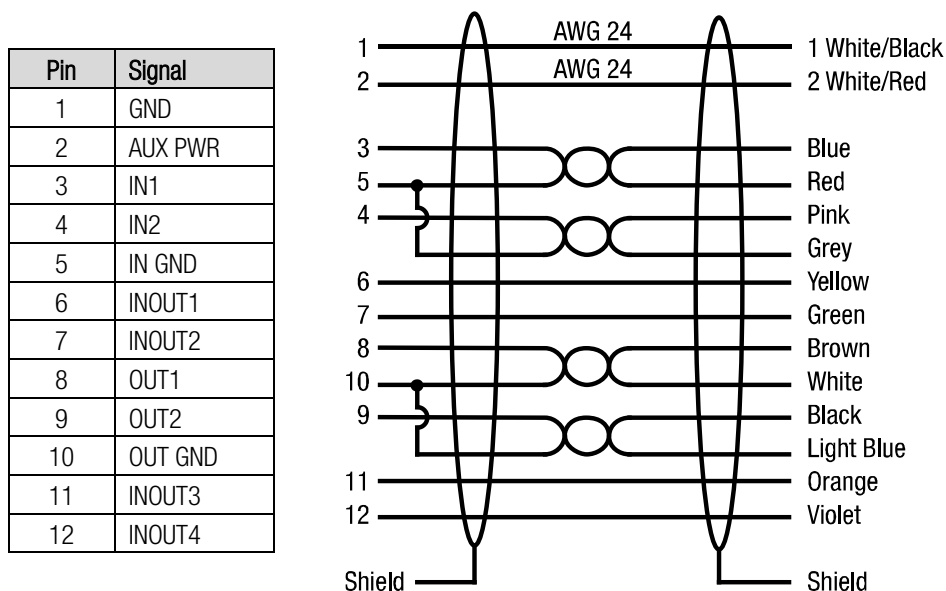 Pin Signal
1 GND
2 AUX PWR
3 IN1
4 IN2
5 IN GND
6 INOUT1
7 INOUT2
8 OUT1
9 OUT2
10 OUT GND
11 INOUT3
12 INOUT4
1 AWG 24 1 White/Black
2 AWG 24 2 White/Red
3 Blue
5 Red
4 Pink
Grey
6 Yellow
7 Green
8 Brown
10 White
9 Black
Light Blue
11 Orange
12 Violet
Shield Shield